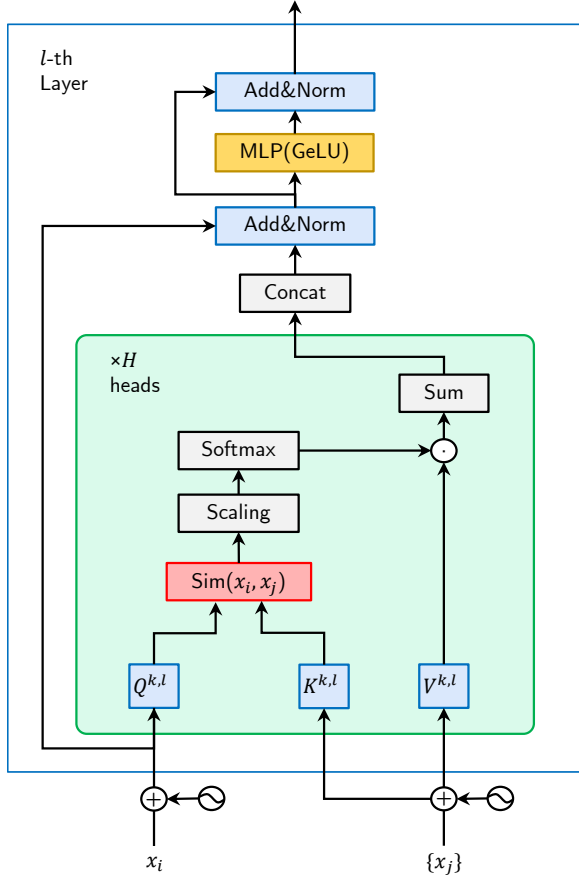 l-th
Layer
Add&Norm
MLP(GeLU)
Add&Norm
Concat
×H
heads
Sum
Softmax
·
Scaling
Sim(x_i, x_j)
Q^{k,l}
K^{k,l}
V^{k,l}
+
+
x_i
{x_j}